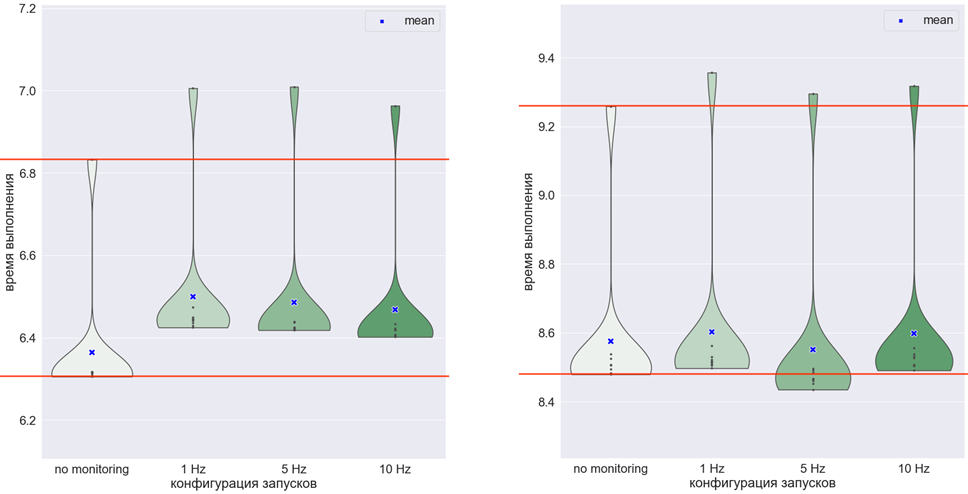 7.2
7.0
6.8
6.6
6.4
6.2
время выполнения
mean
no monitoring 1 Hz 5 Hz 10 Hz
конфигурация запусков
9.4
9.2
9.0
8.8
8.6
8.4
время выполнения
mean
no monitoring 1 Hz 5 Hz 10 Hz
конфигурация запусков